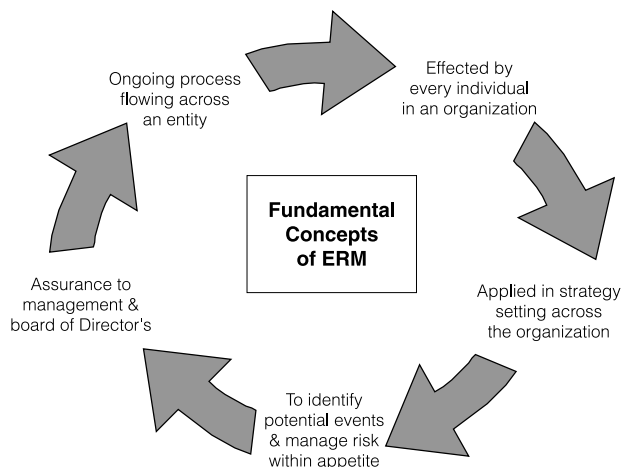 Ongoing process
flowing across
an entity
Effected by
every individual
in an organization
Fundamental
Concepts
of ERM
Applied in strategy
setting across
the organization
To identify
potential events
& manage risk
within appetite
Assurance to
management &
board of Director's